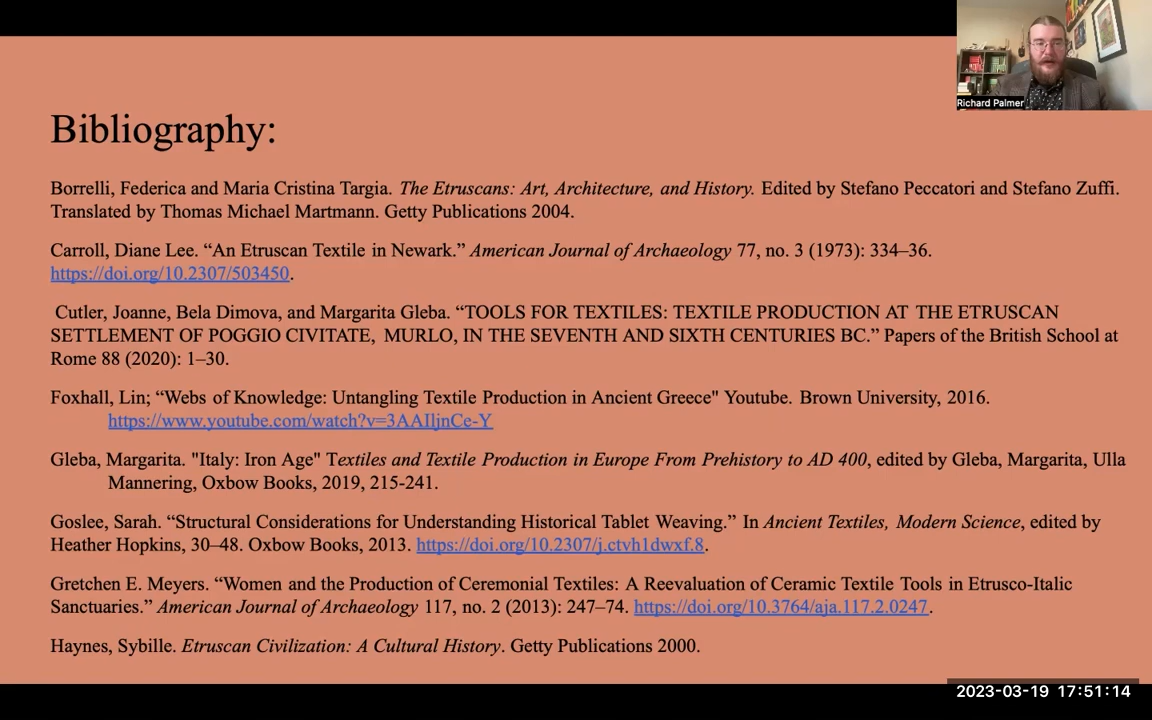 Richard Palmer
Bibliography:
Borrelli, Federica and Maria Cristina Targia. The Etruscans: Art, Architecture, and History. Edited by Stefano Peccatori and Stefano Zuffi.
Translated by Thomas Michael Martmann. Getty Publications 2004.
Carroll, Diane Lee. “An Etruscan Textile in Newark.” American Journal of Archaeology 77, no. 3 (1973): 334–36.
https://doi.org/10.2307/503450.
Cutler, Joanne, Bela Dimova, and Margarita Gleba. “TOOLS FOR TEXTILES: TEXTILE PRODUCTION AT THE ETRUSCAN
SETTLEMENT OF POGGIO CIVITATE, MURLO, IN THE SEVENTH AND SIXTH CENTURIES BC.” Papers of the British School at
Rome 88 (2020): 1–30.
Foxhall, Lin; “Webs of Knowledge: Untangling Textile Production in Ancient Greece" Youtube. Brown University, 2016.
https://www.youtube.com/watch?v=3AAIljnCe-Y
Gleba, Margarita. "Italy: Iron Age" Textiles and Textile Production in Europe From Prehistory to AD 400, edited by Gleba, Margarita, Ulla
Mannering, Oxbow Books, 2019, 215-241.
Goslee, Sarah. “Structural Considerations for Understanding Historical Tablet Weaving.” In Ancient Textiles, Modern Science, edited by
Heather Hopkins, 30–48. Oxbow Books, 2013. https://doi.org/10.2307/j.ctvh1dwxf.8.
Gretchen E. Meyers. “Women and the Production of Ceremonial Textiles: A Reevaluation of Ceramic Textile Tools in Etrusco-Italic
Sanctuaries.” American Journal of Archaeology 117, no. 2 (2013): 247–74. https://doi.org/10.3764/aja.117.2.0247.
Haynes, Sybille. Etruscan Civilization: A Cultural History. Getty Publications 2000.
2023-03-19 17:51:14